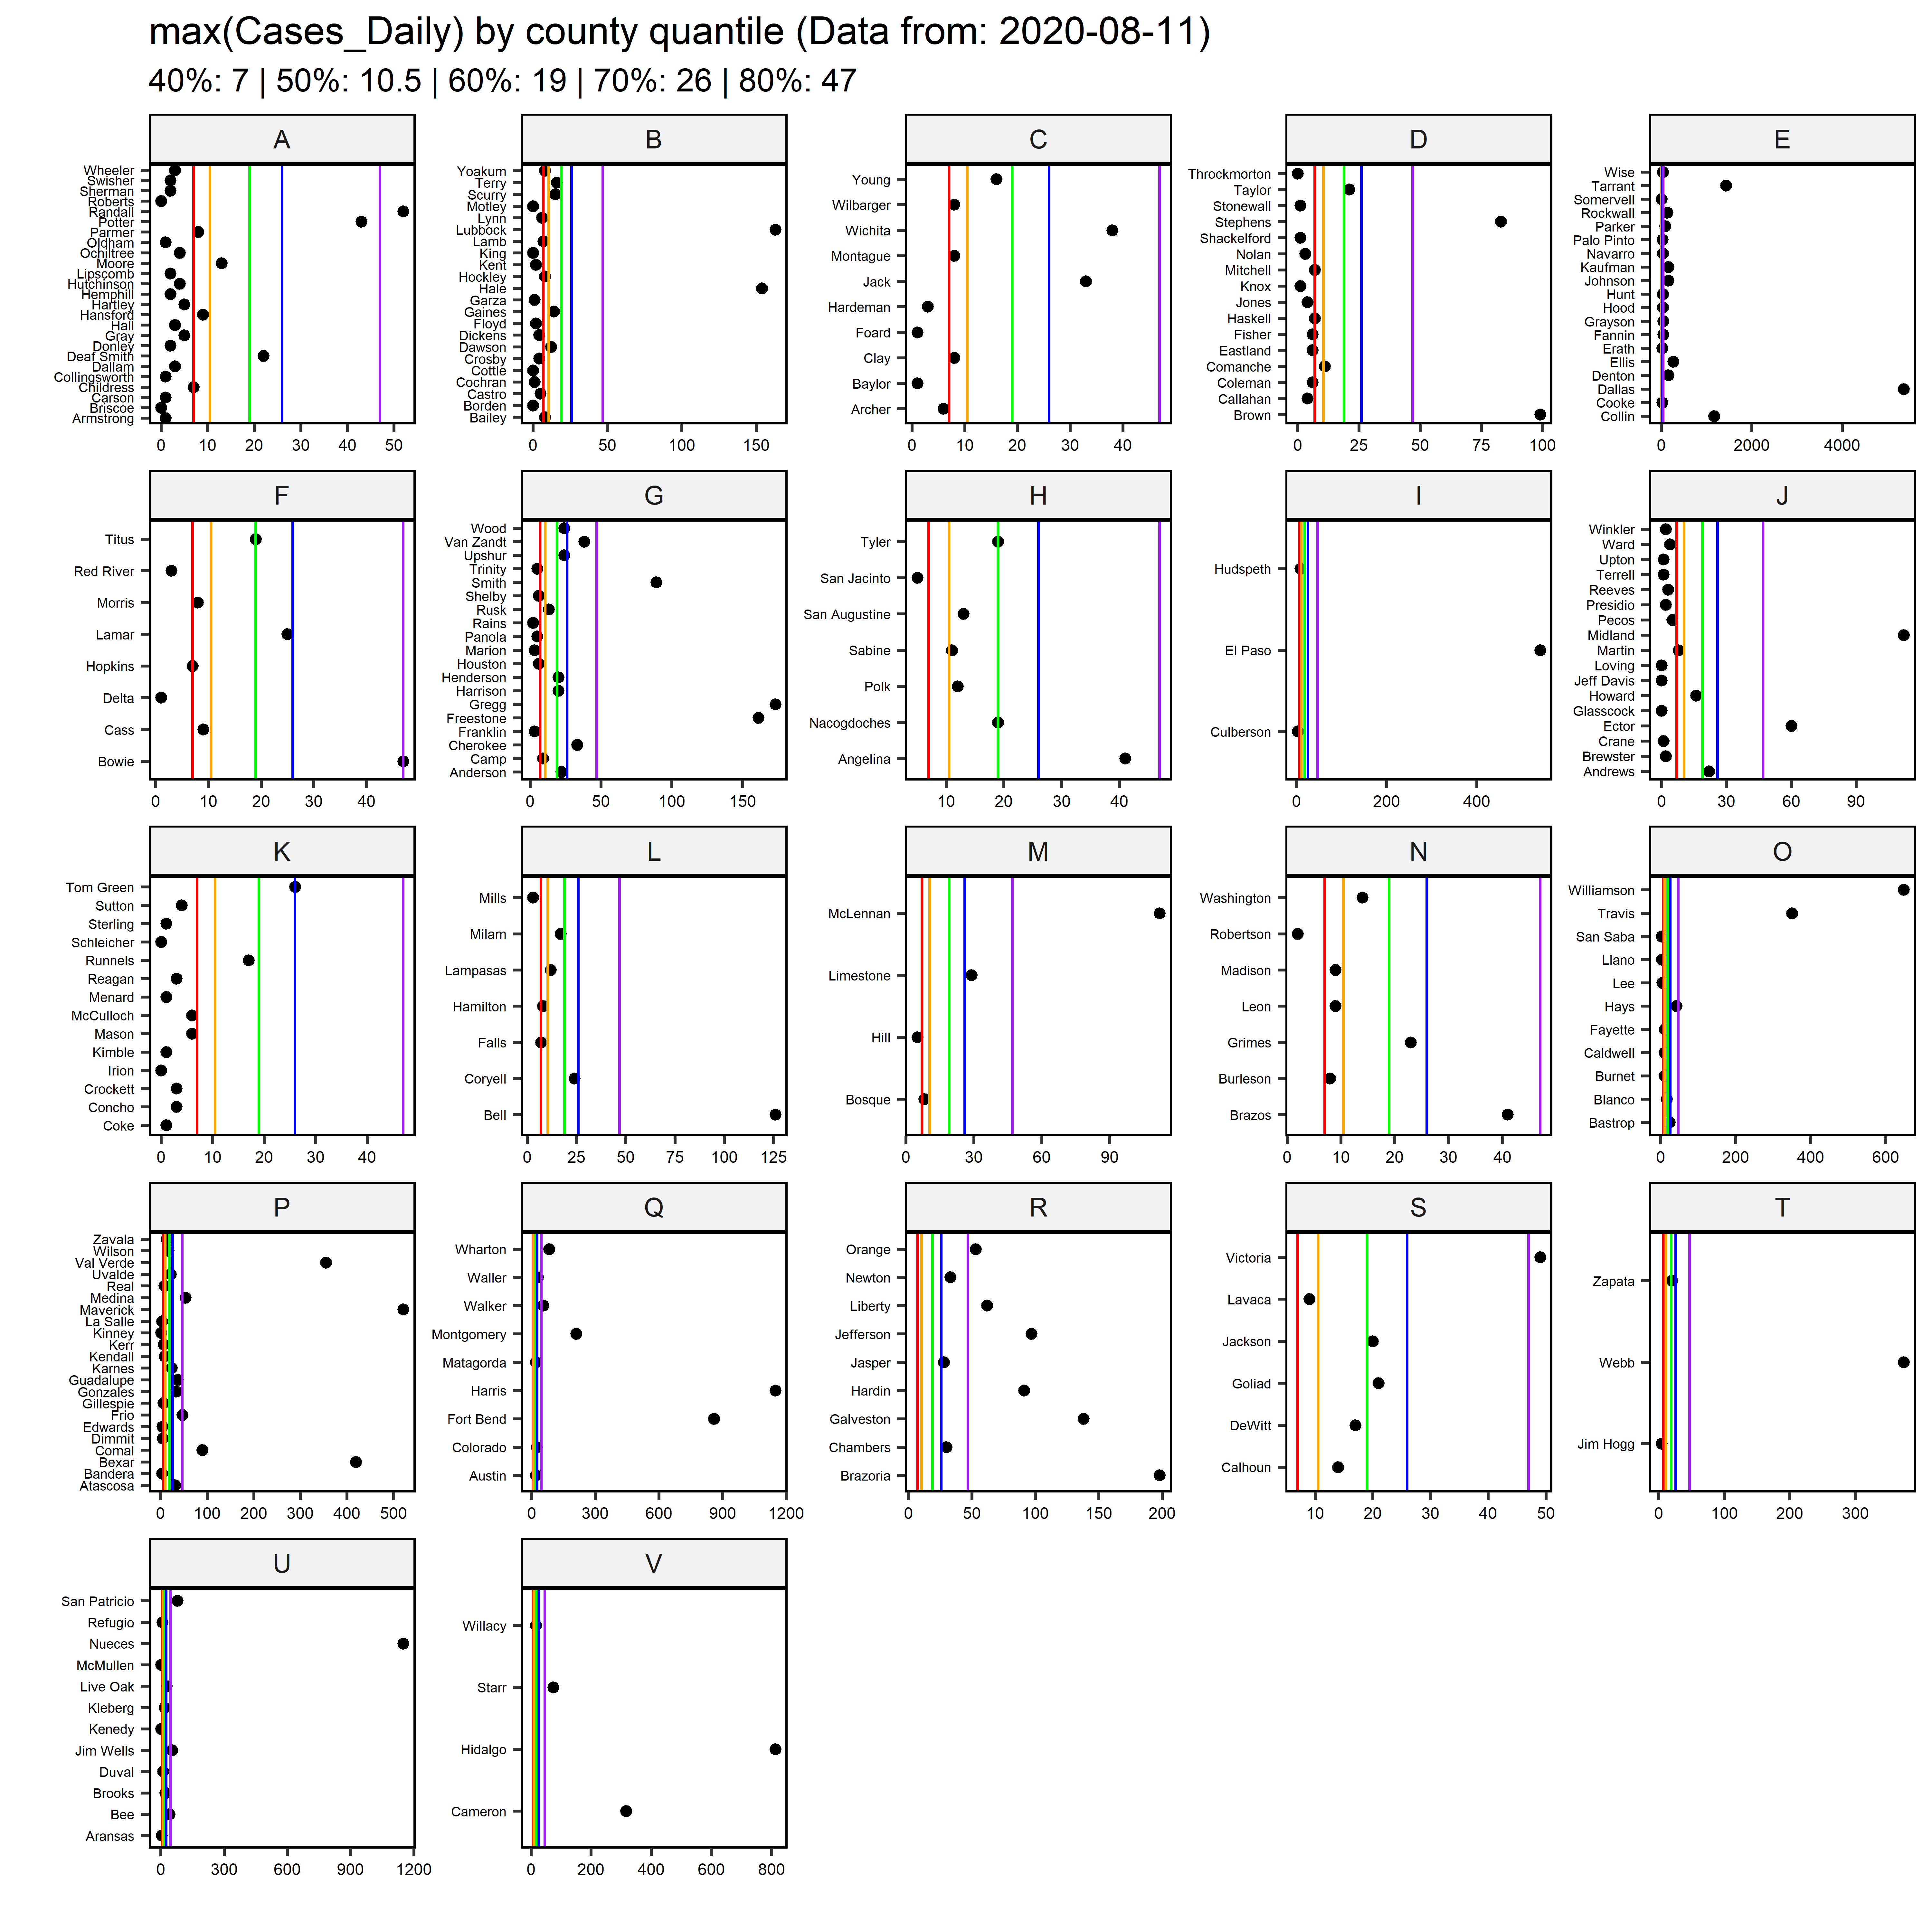 max(Cases_Daily) by county quantile (Data from: 2020-08-11)
40%: 7 | 50%: 10.5 | 60%: 19 | 70%: 26 | 80%: 47
A
Wheeler
Swisher
Sherman
Roberts
Randall
Potter
Parmer
Oldham
Ochiltree
Moore
Lipscomb
Hutchinson
Hemphill
Hartley
Hansford
Hall
Gray
Donley
Deaf Smith
Dallam
Collingsworth
Childress
Carson
Briscoe
Armstrong
0 10 20 30 40 50
B
Yoakum
Terry
Scurry
Motley
Lynn
Lubbock
Lamb
King
Kent
Hockley
Hale
Garza
Gaines
Floyd
Dickens
Dawson
Crosby
Cottle
Cochran
Castro
Borden
Bailey
0 50 100 150
C
Young
Wilbarger
Wichita
Montague
Jack
Hardeman
Foard
Clay
Baylor
Archer
0 10 20 30 40
D
Throckmorton
Taylor
Stonewall
Stephens
Shackelford
Nolan
Mitchell
Knox
Jones
Haskell
Fisher
Eastland
Comanche
Coleman
Callahan
Brown
0 25 50 75 100
E
Wise
Tarrant
Somervell
Rockwall
Parker
Palo Pinto
Navarro
Kaufman
Johnson
Hunt
Hood
Grayson
Fannin
Erath
Ellis
Denton
Dallas
Cooke
Collin
0 2000 4000
F
Titus
Red River
Morris
Lamar
Hopkins
Delta
Cass
Bowie
0 10 20 30 40
G
Wood
Van Zandt
Upshur
Trinity
Smith
Shelby
Rusk
Rains
Panola
Marion
Houston
Henderson
Harrison
Gregg
Freestone
Franklin
Cherokee
Camp
Anderson
0 50 100 150
H
Tyler
San Jacinto
San Augustine
Sabine
Polk
Nacogdoches
Angelina
10 20 30 40
I
Hudspeth
El Paso
Culberson
0 200 400
J
Winkler
Ward
Upton
Terrell
Reeves
Presidio
Pecos
Midland
Martin
Loving
Jeff Davis
Howard
Glasscock
Ector
Crane
Brewster
Andrews
0 30 60 90
K
Tom Green
Sutton
Sterling
Schleicher
Runnels
Reagan
Menard
McCulloch
Mason
Kimble
Irion
Crockett
Concho
Coke
0 10 20 30 40
L
Mills
Milam
Lampasas
Hamilton
Falls
Coryell
Bell
0 25 50 75 100 125
M
McLennan
Limestone
Hill
Bosque
0 30 60 90
N
Washington
Robertson
Madison
Leon
Grimes
Burleson
Brazos
0 10 20 30 40
O
Williamson
Travis
San Saba
Llano
Lee
Hays
Fayette
Caldwell
Burnet
Blanco
Bastrop
0 200 400 600
P
Zavala
Wilson
Val Verde
Uvalde
Real
Medina
Maverick
La Salle
Kinney
Kerr
Kendall
Karnes
Guadalupe
Gonzales
Gillespie
Frio
Edwards
Dimmit
Comal
Bexar
Bandera
Atascosa
0 100 200 300 400 500
Q
Wharton
Waller
Walker
Montgomery
Matagorda
Harris
Fort Bend
Colorado
Austin
0 300 600 900 1200
R
Orange
Newton
Liberty
Jefferson
Jasper
Hardin
Galveston
Chambers
Brazoria
0 50 100 150 200
S
Victoria
Lavaca
Jackson
Goliad
DeWitt
Calhoun
10 20 30 40 50
T
Zapata
Webb
Jim Hogg
0 100 200 300
U
San Patricio
Refugio
Nueces
McMullen
Live Oak
Kleberg
Kenedy
Jim Wells
Duval
Brooks
Bee
Aransas
0 300 600 900 1200
V
Willacy
Starr
Hidalgo
Cameron
0 200 400 600 800